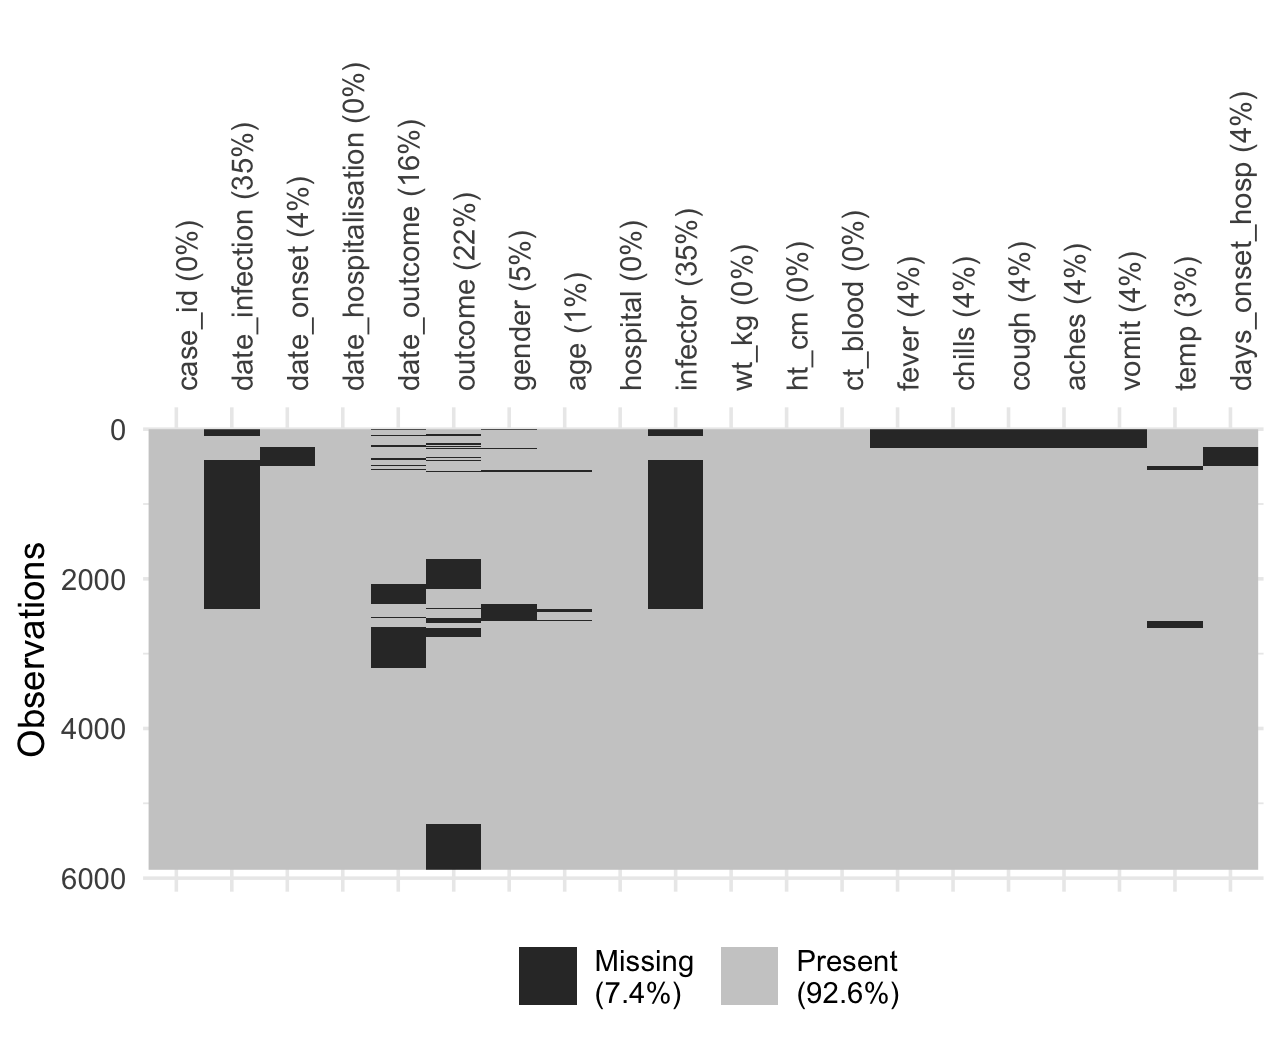 case_id (0%)
date_infection (35%)
date_onset (4%)
date_hospitalisation (0%)
date_outcome (16%)
outcome (22%)
gender (5%)
age (1%)
hospital (0%)
infector (35%)
wt_kg (0%)
ht_cm (0%)
ct_blood (0%)
fever (4%)
chills (4%)
cough (4%)
aches (4%)
vomit (4%)
temp (3%)
days_onset_hosp (4%)
0
2000
4000
6000
Observations
Missing
(7.4%)
Present
(92.6%)